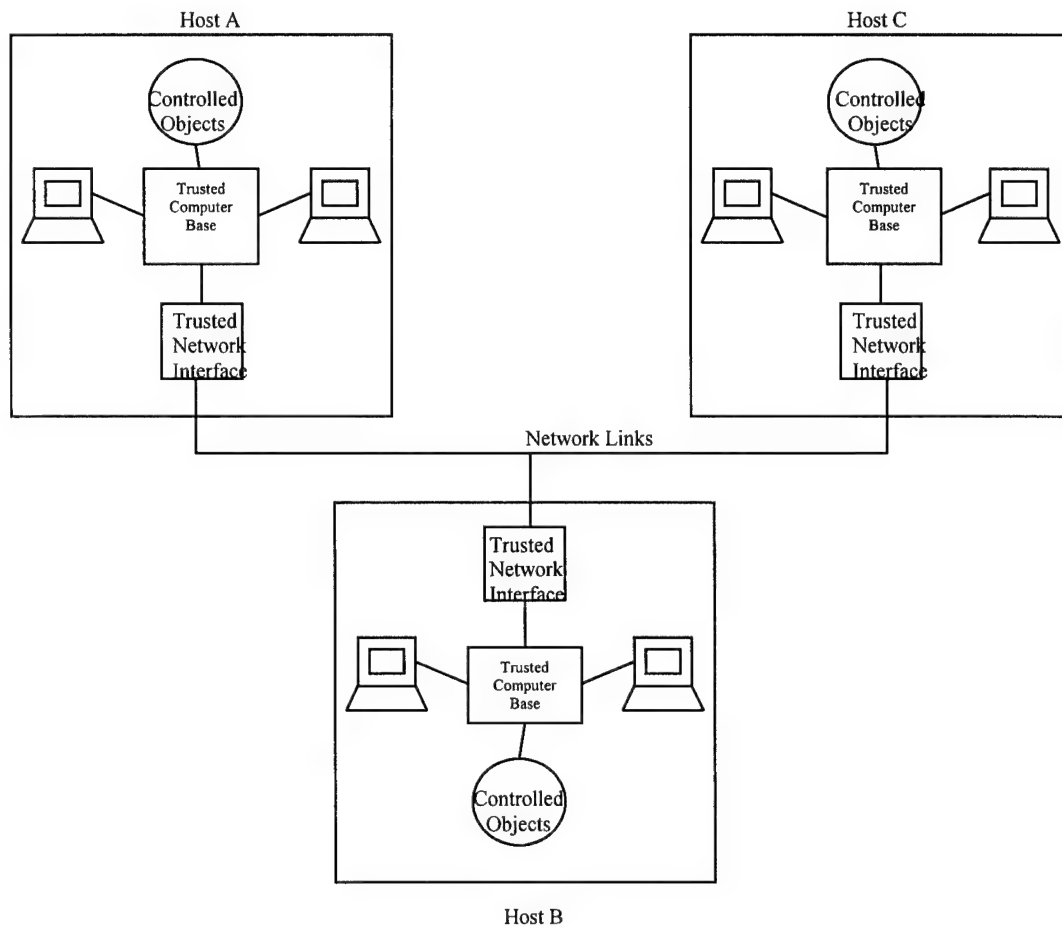 Host A
Host C
Controlled
Objects
Controlled
Objects
Trusted
Computer
Base
Trusted
Computer
Base
Trusted
Network
Interface
Trusted
Network
Interface
Network Links
Trusted
Network
Interface
Trusted
Computer
Base
Controlled
Objects
Host B